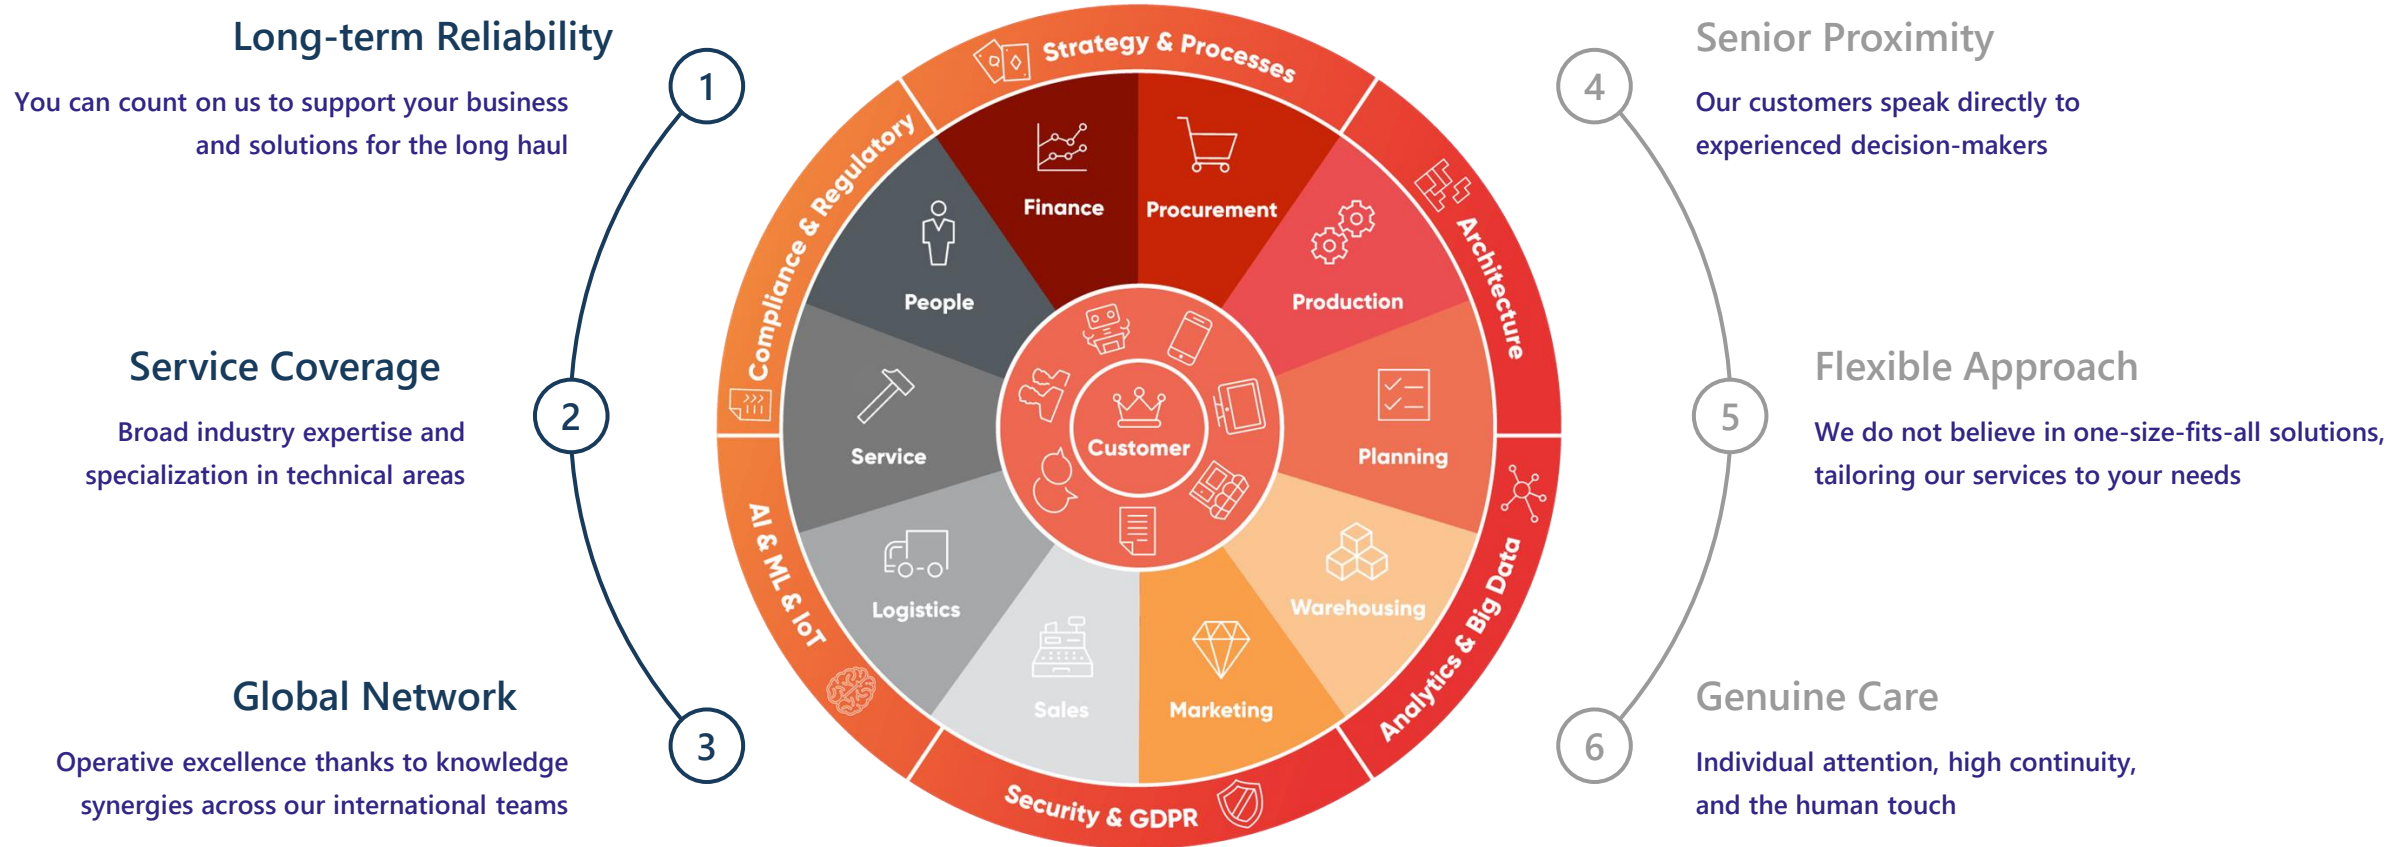 Long-term Reliability
You can count on us to support your business
and solutions for the long haul
1
Service Coverage
Broad industry expertise and
specialization in technical areas
2
Global Network
Operative excellence thanks to knowledge
synergies across our international teams
3
Strategy & Processes
Architecture
Analytics & Big Data
Security & GDPR
AI & ML & IoT
Compliance & Regulatory
Finance
Procurement
Production
Planning
Warehousing
Marketing
Sales
Logistics
Service
People
Customer
4
Senior Proximity
Our customers speak directly to
experienced decision-makers
5
Flexible Approach
We do not believe in one-size-fits-all solutions,
tailoring our services to your needs
6
Genuine Care
Individual attention, high continuity,
and the human touch